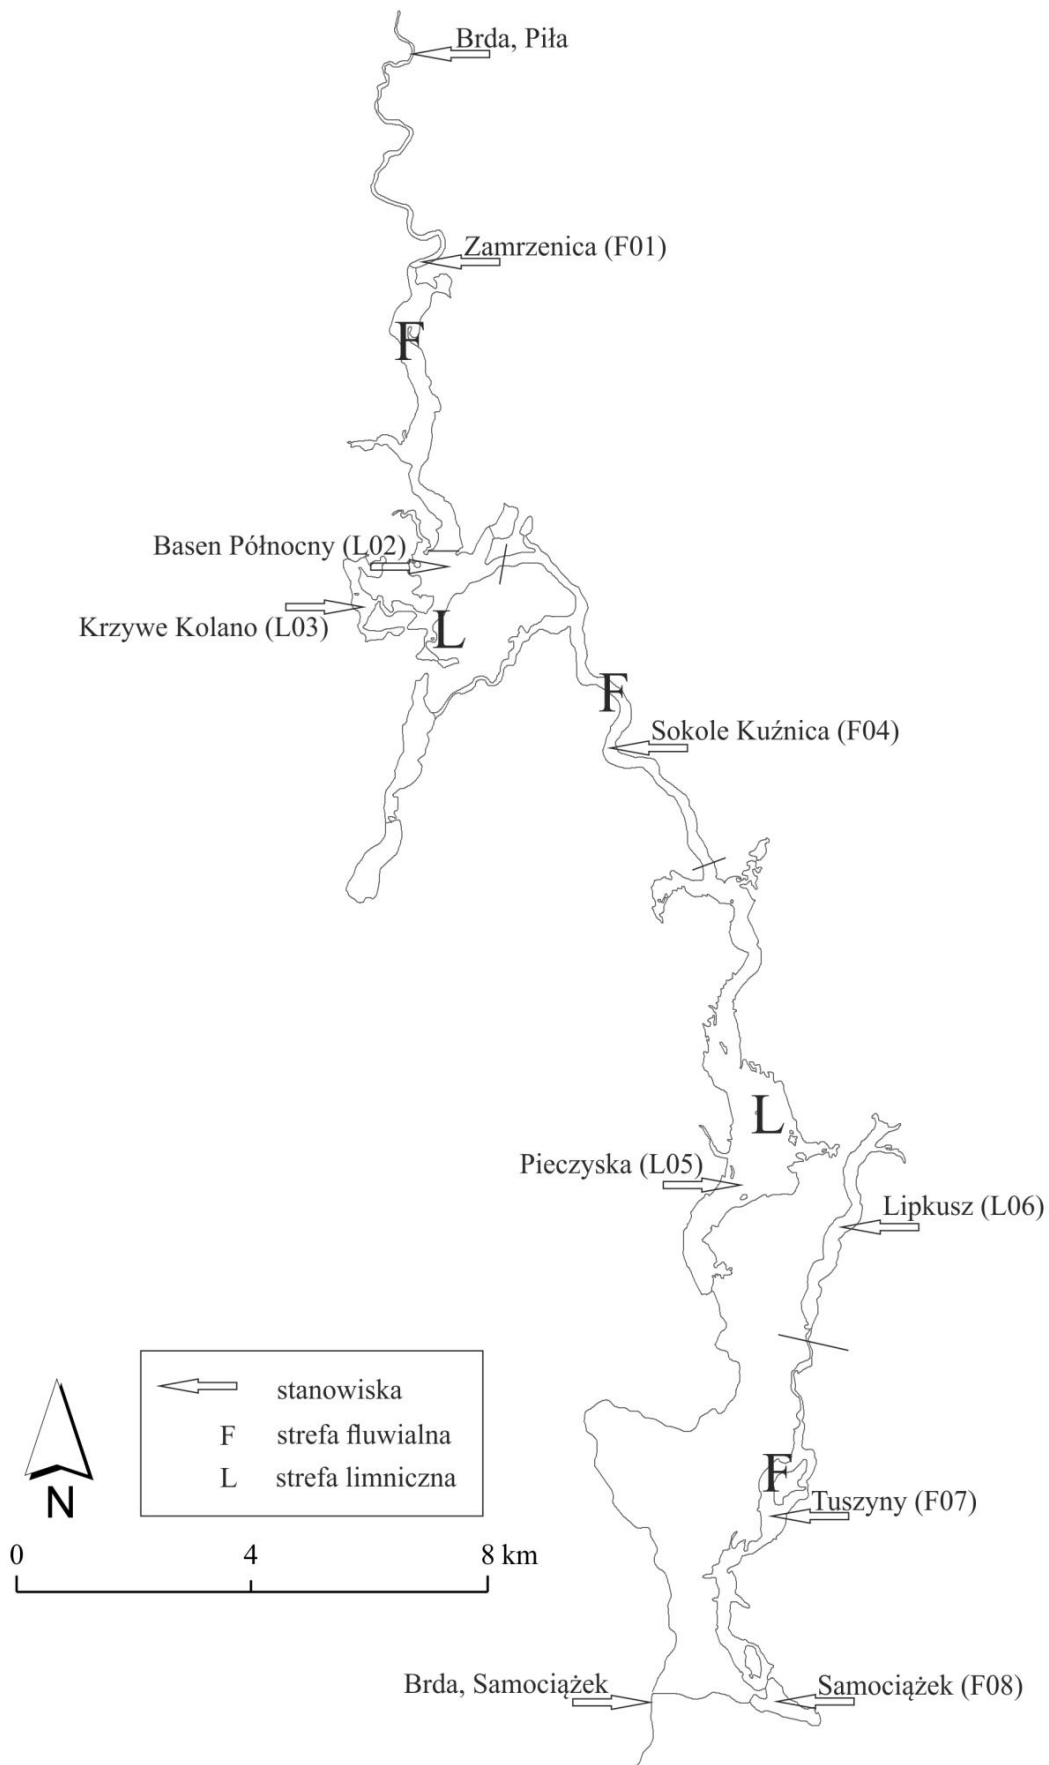 Brda, Piła
Zamrzenica (F01)
F
Basen Północny (L02)
Krzywe Kolano (L03)
L
F
Sokole Kuźnica (F04)
L
Pieczyska (L05)
Lipkusz (L06)
stanowiska
F strefa fluwialna
L strefa limniczna
N
F
Tuszyny (F07)
0 4 8 km
Brda, Samociążek
Samociążek (F08)